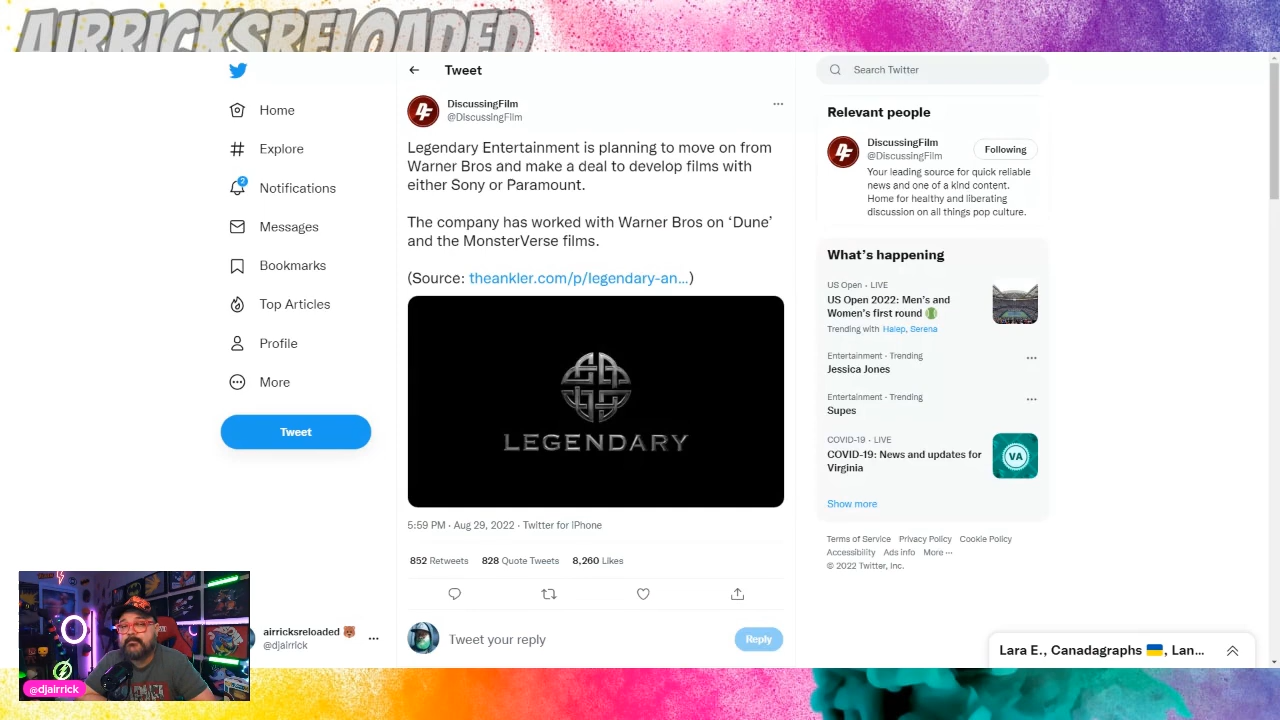 AIRRICKSRELOADED
Home
Explore
2
Notifications
Messages
Bookmarks
Top Articles
Profile
More
Tweet
airricksreloaded 🐻
@djairrick
@djairrick
Tweet
DiscussingFilm
@DiscussingFilm
Legendary Entertainment is planning to move on from
Warner Bros and make a deal to develop films with
either Sony or Paramount.
The company has worked with Warner Bros on ‘Dune’
and the MonsterVerse films.
(Source: theankler.com/p/legendary-an...)
LEGENDARY
5:59 PM · Aug 29, 2022 · Twitter for iPhone
852 Retweets 828 Quote Tweets 8,260 Likes
Tweet your reply
Reply
Search Twitter
Relevant people
DiscussingFilm
@DiscussingFilm
Following
Your leading source for quick reliable
news and one of a kind content.
Home for healthy and liberating
discussion on all things pop culture.
What’s happening
US Open · LIVE
US Open 2022: Men’s and
Women’s first round
Trending with Halep, Serena
Entertainment · Trending
Jessica Jones
Entertainment · Trending
Supes
COVID-19 · LIVE
COVID-19: News and updates for
Virginia
VA
Show more
Terms of Service Privacy Policy Cookie Policy
Accessibility Ads info More ···
© 2022 Twitter, Inc.
Lara E., Canadagraphs 🇺🇦, Lan...